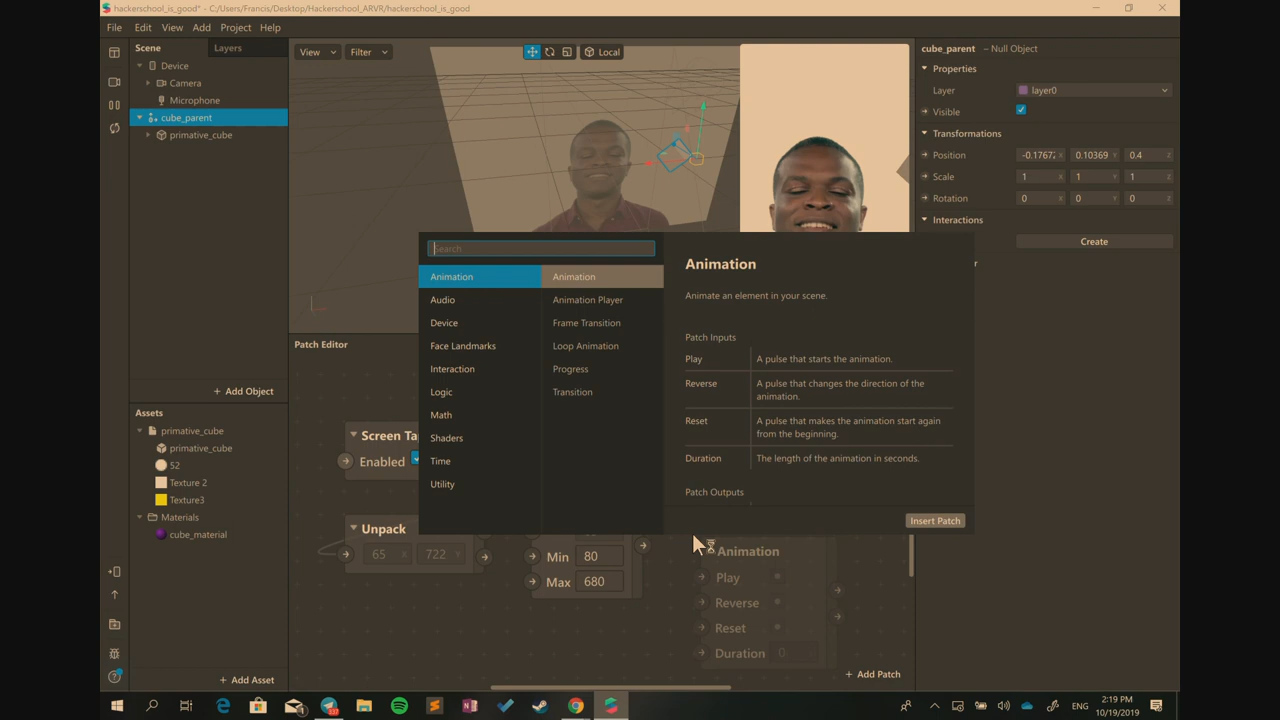 hackerschool_is_good* - C:/Users/Francis/Desktop/Hackerschool_ARVR/hackerschool_is_good
File Edit View Add Project Help
Scene Layers
Device
Camera
Microphone
cube_parent
primative_cube
+ Add Object
Assets
primative_cube
primative_cube
52
Texture 2
Texture3
Materials
cube_material
+ Add Asset
View Filter Local
Patch Editor
Screen Ta
Enabled
Unpack
65 X 722 Y
Min 80
Max 680
Animation
Play
Reverse
Reset
Duration 0
+ Add Patch
Search
Animation
Audio
Device
Face Landmarks
Interaction
Logic
Math
Shaders
Time
Utility
Animation
Animation Player
Frame Transition
Loop Animation
Progress
Transition
Animation
Animate an element in your scene.
Patch Inputs
Play A pulse that starts the animation.
Reverse A pulse that changes the direction of the
animation.
Reset A pulse that makes the animation start again
from the beginning.
Duration The length of the animation in seconds.
Patch Outputs
Insert Patch
cube_parent – Null Object
Properties
Layer layer0
Visible
Transformations
Position -0.1767 X 0.10369 Y 0.4 Z
Scale 1 X 1 Y 1 Z
Rotation 0 X 0 Y 0 Z
Interactions
Create
r
ENG
2:19 PM
10/19/2019